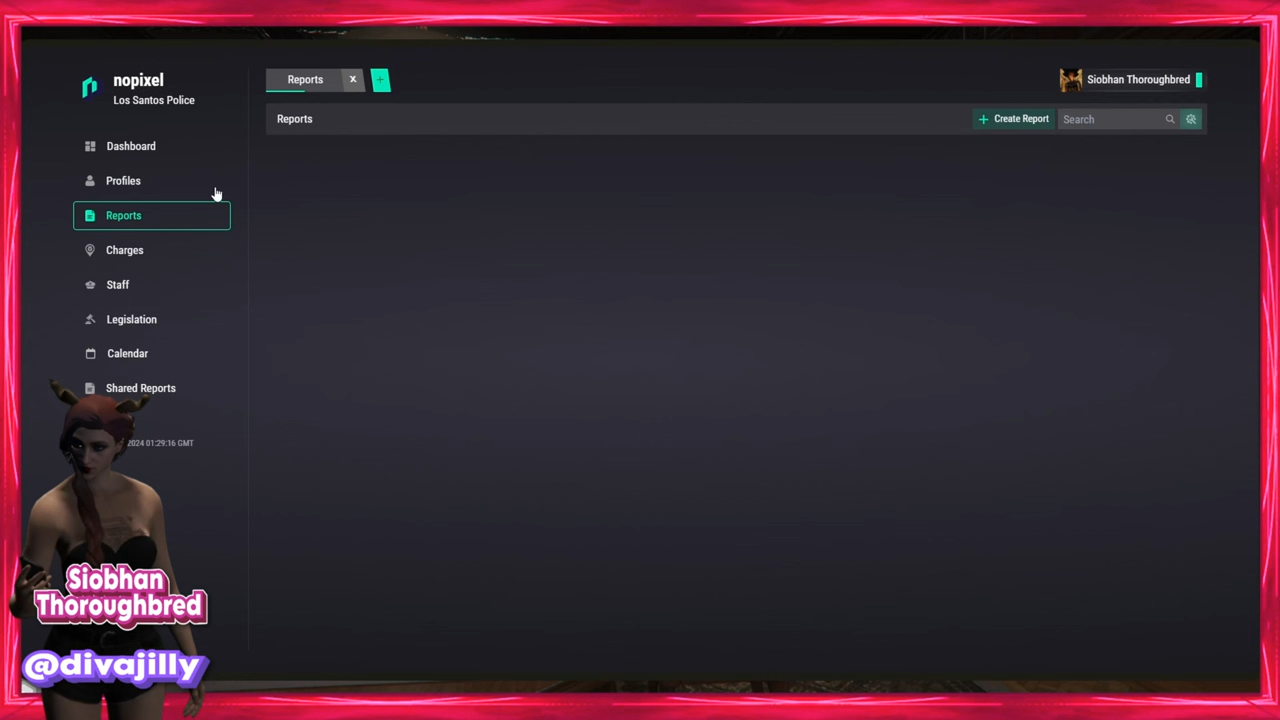 nopixel
Los Santos Police
Dashboard
Profiles
Reports
Charges
Staff
Legislation
Calendar
Shared Reports
2024 01:29:16 GMT
Reports x +
Siobhan Thoroughbred
Reports
+ Create Report
Search
Siobhan
Thoroughbred
@divajilly